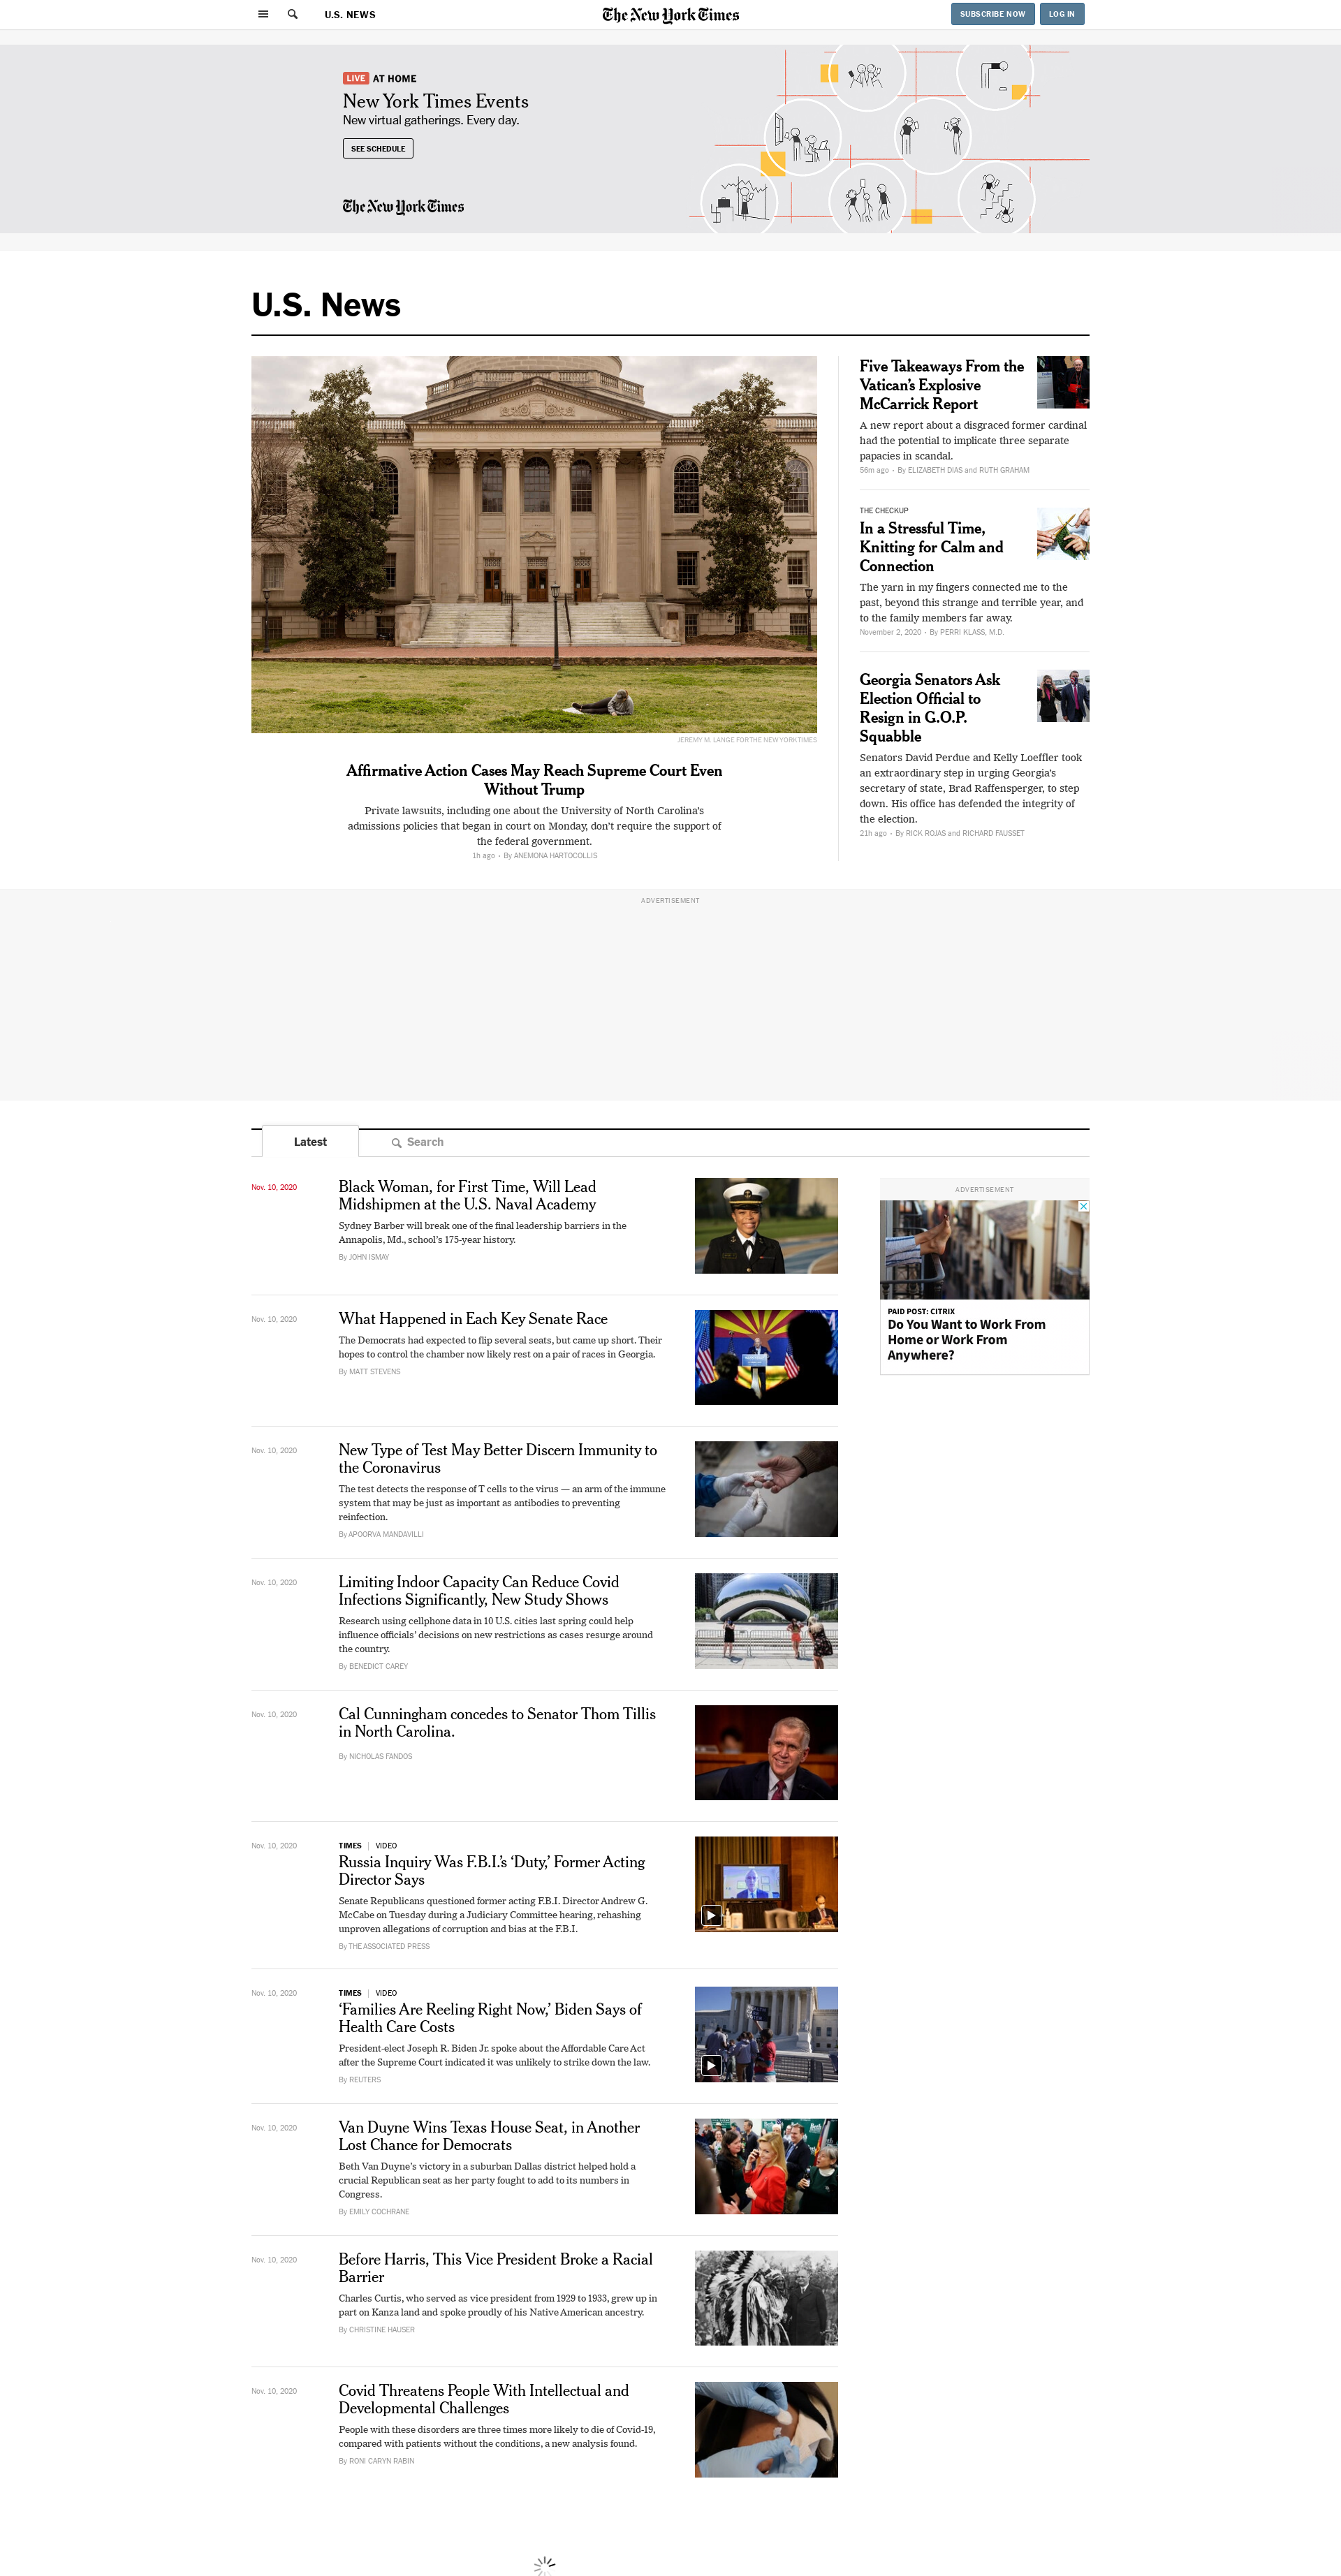 U.S. NEWS
The New York Times
SUBSCRIBE NOW
LOG IN
LIVE AT HOME
New York Times Events
New virtual gatherings. Every day.
SEE SCHEDULE
The New York Times
U.S. News
JEREMY M. LANGE FOR THE NEW YORK TIMES
Affirmative Action Cases May Reach Supreme Court Even
Without Trump
Private lawsuits, including one about the University of North Carolina's
admissions policies that began in court on Monday, don't require the support of
the federal government.
1h ago • By ANEMONA HARTOCOLLIS
Five Takeaways From the
Vatican's Explosive
McCarrick Report
A new report about a disgraced former cardinal
had the potential to implicate three separate
papacies in scandal.
56m ago • By ELIZABETH DIAS and RUTH GRAHAM
THE CHECKUP
In a Stressful Time,
Knitting for Calm and
Connection
The yarn in my fingers connected me to the
past, beyond this strange and terrible year, and
to the family members far away.
November 2, 2020 • By PERRI KLASS, M.D.
Georgia Senators Ask
Election Official to
Resign in G.O.P.
Squabble
Senators David Perdue and Kelly Loeffler took
an extraordinary step in urging Georgia's
secretary of state, Brad Raffensperger, to step
down. His office has defended the integrity of
the election.
21h ago • By RICK ROJAS and RICHARD FAUSSET
ADVERTISEMENT
Latest
Search
Nov. 10, 2020
Black Woman, for First Time, Will Lead
Midshipmen at the U.S. Naval Academy
Sydney Barber will break one of the final leadership barriers in the
Annapolis, Md., school's 175-year history.
By JOHN ISMAY
ADVERTISEMENT
PAID POST: CITRIX
Do You Want to Work From
Home or Work From
Anywhere?
Nov. 10, 2020
What Happened in Each Key Senate Race
The Democrats had expected to flip several seats, but came up short. Their
hopes to control the chamber now likely rest on a pair of races in Georgia.
By MATT STEVENS
Nov. 10, 2020
New Type of Test May Better Discern Immunity to
the Coronavirus
The test detects the response of T cells to the virus — an arm of the immune
system that may be just as important as antibodies to preventing
reinfection.
By APOORVA MANDAVILLI
Nov. 10, 2020
Limiting Indoor Capacity Can Reduce Covid
Infections Significantly, New Study Shows
Research using cellphone data in 10 U.S. cities last spring could help
influence officials' decisions on new restrictions as cases resurge around
the country.
By BENEDICT CAREY
Nov. 10, 2020
Cal Cunningham concedes to Senator Thom Tillis
in North Carolina.
By NICHOLAS FANDOS
Nov. 10, 2020
TIMES | VIDEO
Russia Inquiry Was F.B.I.'s 'Duty,' Former Acting
Director Says
Senate Republicans questioned former acting F.B.I. Director Andrew G.
McCabe on Tuesday during a Judiciary Committee hearing, rehashing
unproven allegations of corruption and bias at the F.B.I.
By THE ASSOCIATED PRESS
Nov. 10, 2020
TIMES | VIDEO
'Families Are Reeling Right Now,' Biden Says of
Health Care Costs
President-elect Joseph R. Biden Jr. spoke about the Affordable Care Act
after the Supreme Court indicated it was unlikely to strike down the law.
By REUTERS
Nov. 10, 2020
Van Duyne Wins Texas House Seat, in Another
Lost Chance for Democrats
Beth Van Duyne's victory in a suburban Dallas district helped hold a
crucial Republican seat as her party fought to add to its numbers in
Congress.
By EMILY COCHRANE
Nov. 10, 2020
Before Harris, This Vice President Broke a Racial
Barrier
Charles Curtis, who served as vice president from 1929 to 1933, grew up in
part on Kanza land and spoke proudly of his Native American ancestry.
By CHRISTINE HAUSER
Nov. 10, 2020
Covid Threatens People With Intellectual and
Developmental Challenges
People with these disorders are three times more likely to die of Covid-19,
compared with patients without the conditions, a new analysis found.
By RONI CARYN RABIN